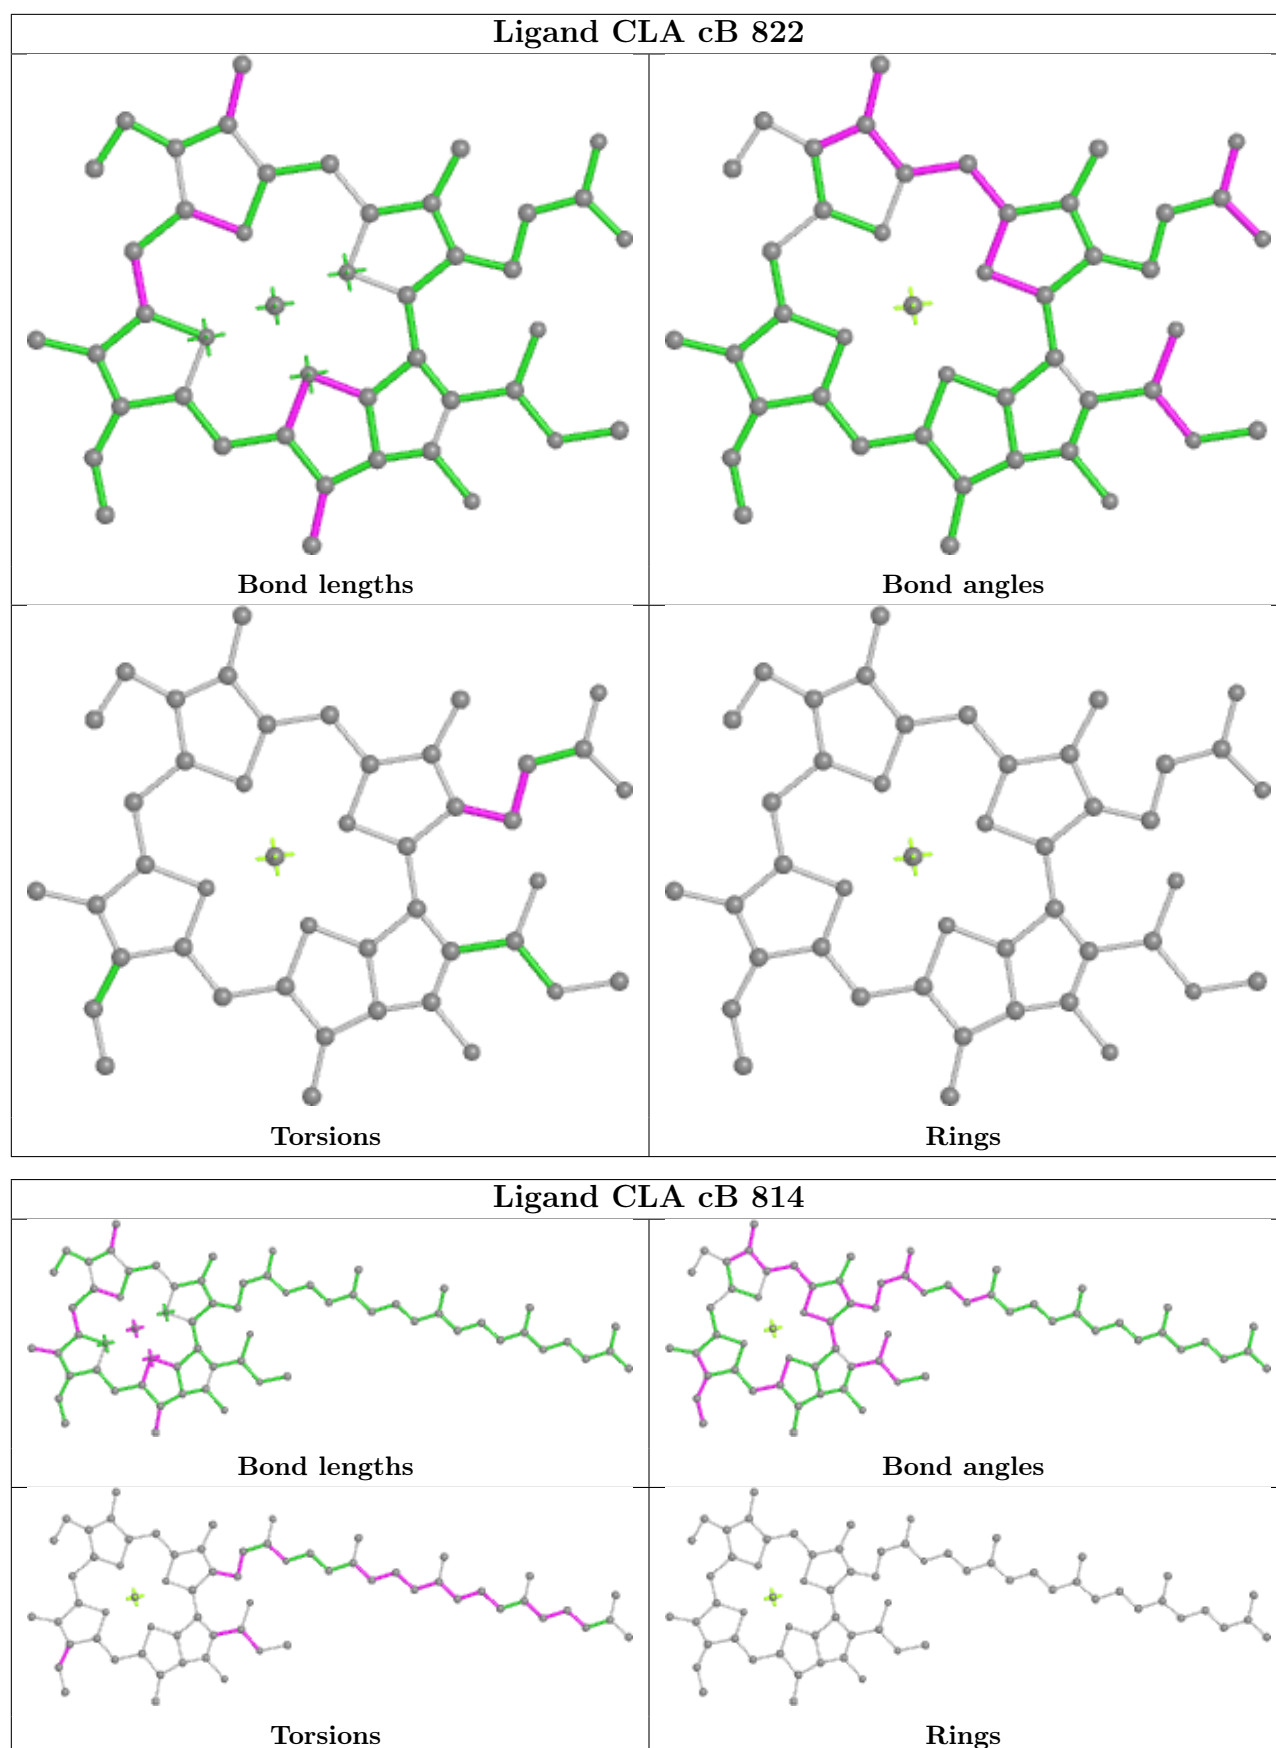 Ligand CLA cB 822
Bond lengths
Bond angles
Torsions
Rings
Ligand CLA cB 814
Bond lengths
Bond angles
Torsions
Rings